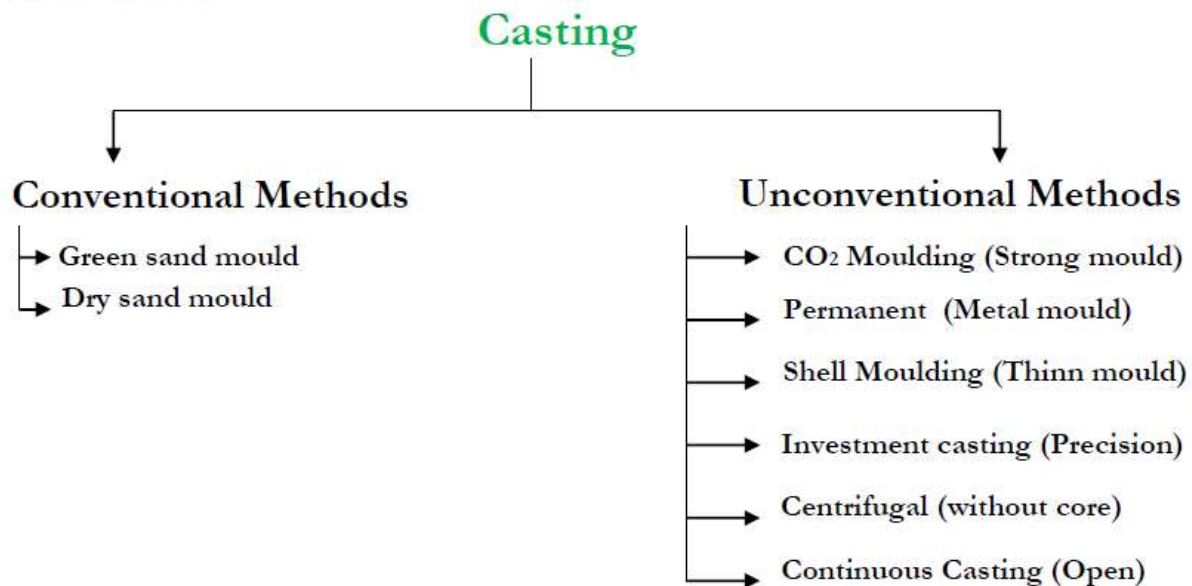 Casting
Conventional Methods
Green sand mould
Dry sand mould
Unconventional Methods
CO2 Moulding (Strong mould)
Permanent (Metal mould)
Shell Moulding (Thinn mould)
Investment casting (Precision)
Centrifugal (without core)
Continuous Casting (Open)